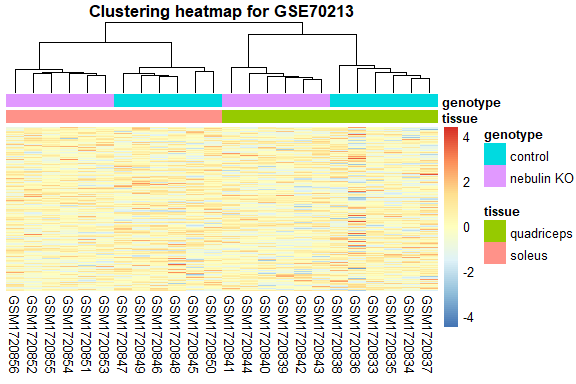 Clustering heatmap for GSE70213
genotype
tissue
4
2
0
-2
-4
genotype
control
nebulin KO
tissue
quadriceps
soleus
GSM1720856
GSM1720852
GSM1720855
GSM1720854
GSM1720851
GSM1720853
GSM1720847
GSM1720849
GSM1720846
GSM1720848
GSM1720845
GSM1720850
GSM1720841
GSM1720844
GSM1720840
GSM1720839
GSM1720842
GSM1720843
GSM1720838
GSM1720836
GSM1720833
GSM1720835
GSM1720834
GSM1720837